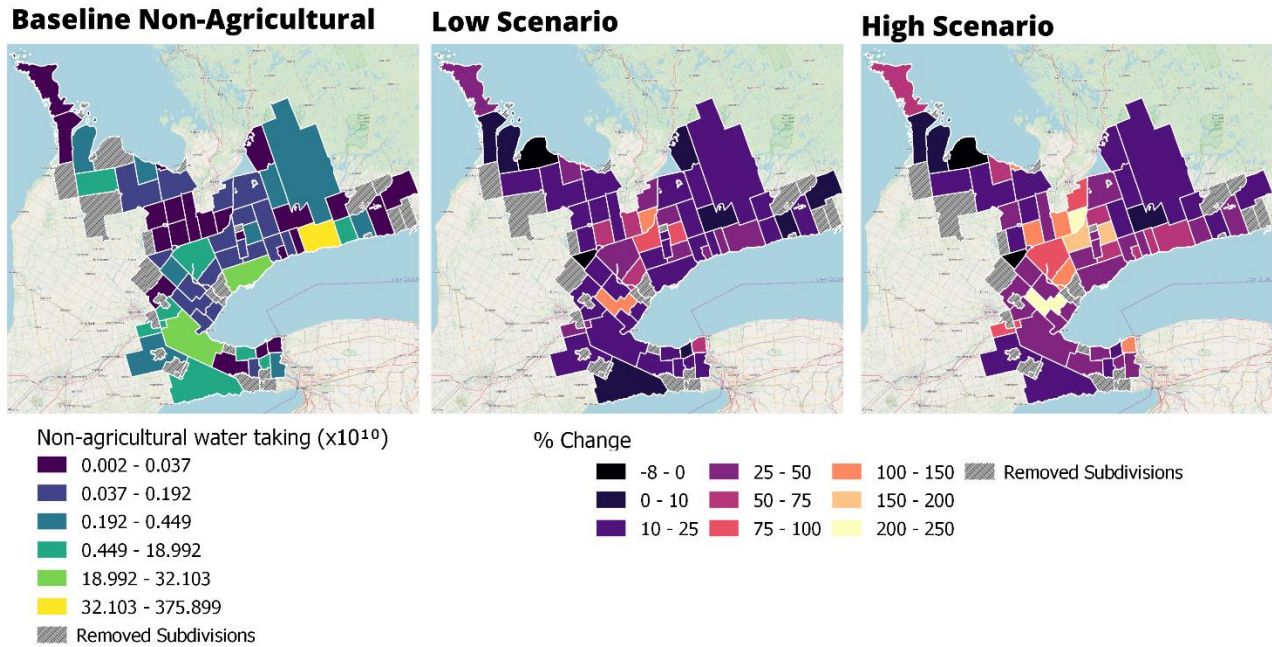 Baseline Non-Agricultural
Low Scenario
High Scenario
Non-agricultural water taking (x10¹⁰)
0.002 - 0.037
0.037 - 0.192
0.192 - 0.449
0.449 - 18.992
18.992 - 32.103
32.103 - 375.899
Removed Subdivisions
% Change
-8 - 0
25 - 50
100 - 150
Removed Subdivisions
0 - 10
50 - 75
150 - 200
10 - 25
75 - 100
200 - 250